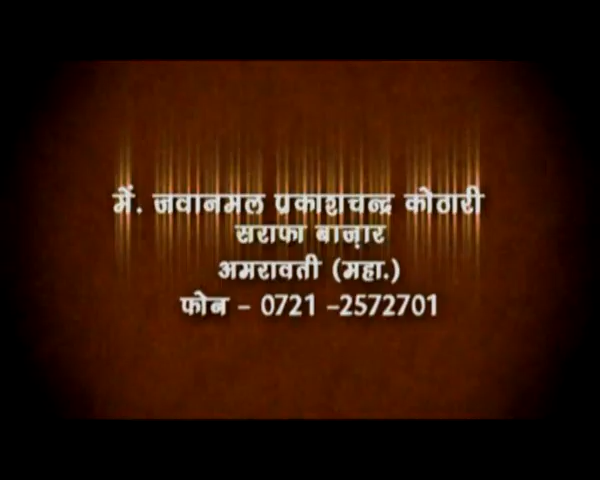 में. जवानमल प्रकाशचन्द्र कोठारी
सराफा बाज़ार
अमरावती (महा.)
फोन - 0721 -2572701